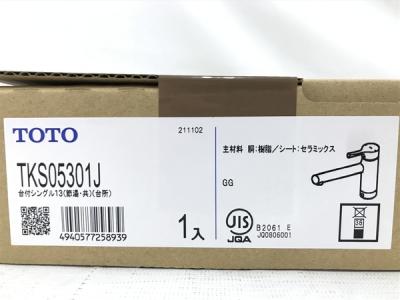 TOTO
211102
TKS05301J
台付シングル13(節湯・共)(台所)
主材料 胴:樹脂/シート:セラミックス
GG
1入
4940577258939
JIS
JQA
B2061 E
JQ0806001
36